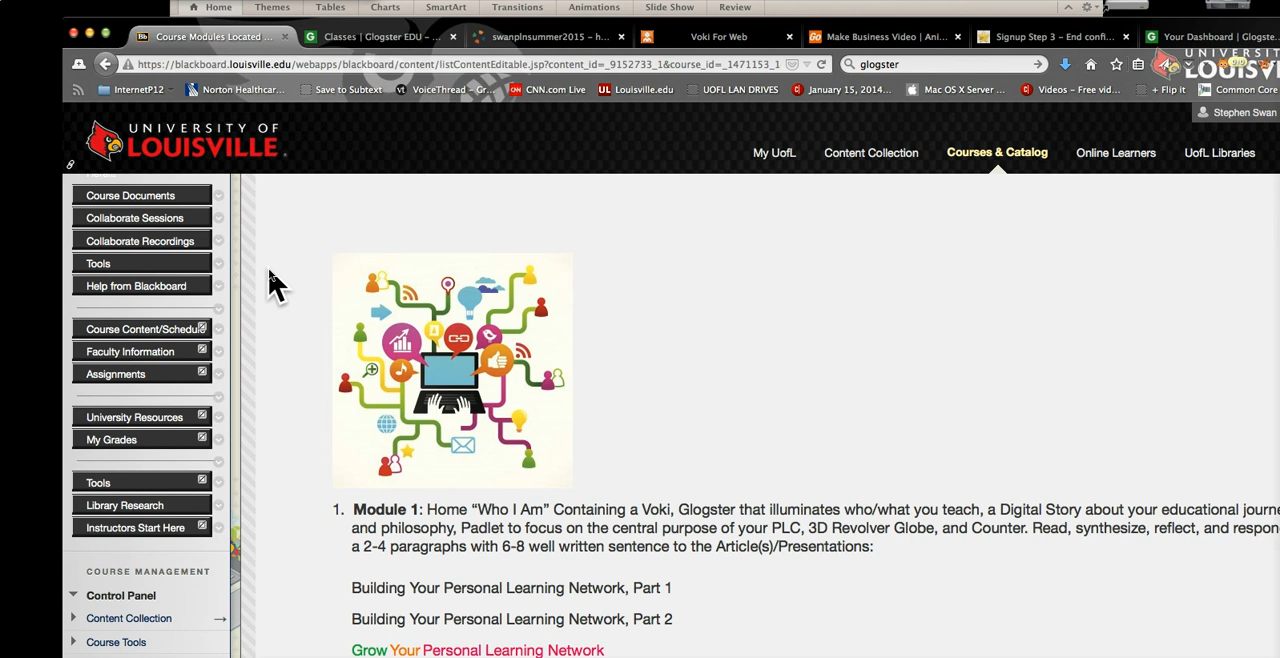 Home Themes Tables Charts SmartArt Transitions Animations Slide Show Review
Course Modules Located ... Classes | Glogster EDU – ... swanplnsummer2015 – h... Voki For Web Make Business Video | Ani... Signup Step 3 – End confi... Your Dashboard | Glogste...
https://blackboard.louisville.edu/webapps/blackboard/content/listContentEditable.jsp?content_id=_9152733_1&course_id=_1471153_1 glogster
InternetP12 Norton Healthcar... Save to Subtext VoiceThread – Gr... CNN.com Live Louisville.edu UOFL LAN DRIVES January 15, 2014... Mac OS X Server ... Videos – Free vid... + Flip it Common Core
UNIVERSITY OF
LOUISVILLE
Stephen Swan
My UofL Content Collection Courses & Catalog Online Learners UofL Libraries
Course Documents
Collaborate Sessions
Collaborate Recordings
Tools
Help from Blackboard
Course Content/Schedule
Faculty Information
Assignments
University Resources
My Grades
Tools
Library Research
Instructors Start Here
COURSE MANAGEMENT
Control Panel
Content Collection
Course Tools
1. Module 1: Home “Who I Am” Containing a Voki, Glogster that illuminates who/what you teach, a Digital Story about your educational journe
and philosophy, Padlet to focus on the central purpose of your PLC, 3D Revolver Globe, and Counter. Read, synthesize, reflect, and respon
a 2-4 paragraphs with 6-8 well written sentence to the Article(s)/Presentations:
Building Your Personal Learning Network, Part 1
Building Your Personal Learning Network, Part 2
Grow Your Personal Learning Network